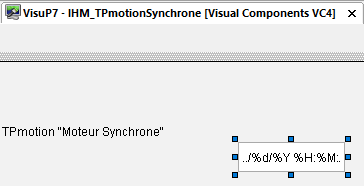 VisuP7 - IHM_TPmotionSynchrone [Visual Components VC4]
TPmotion "Moteur Synchrone"
../%d/%Y %H:%M:.